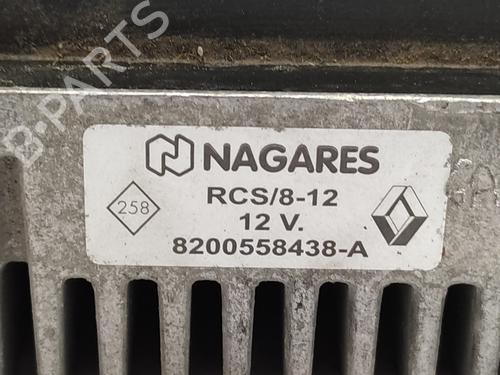 B-PARTS
NAGARES
258
RCS/8-12
12 V.
8200558438-A